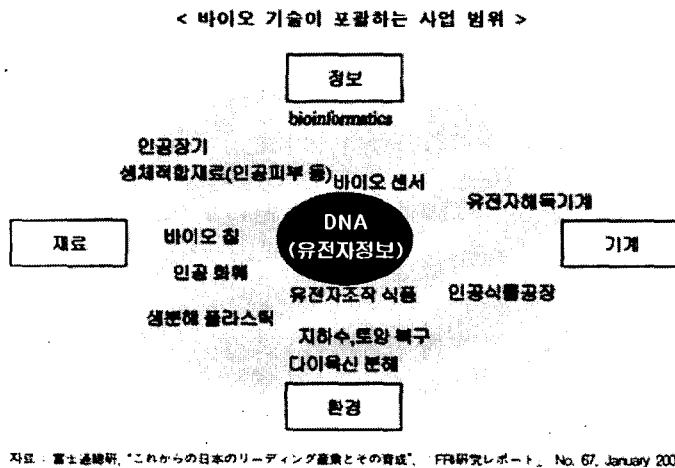 < 바이오 기술이 포괄하는 사업 범위 >
정보
bioinformatics
인공장기
생체적합재료(인공피부 등)
바이오 센서
유전자해독기계
DNA
(유전자정보)
재료
바이오 칩
기계
인공 화훼
유전자조작 식품
인공식물공장
생분해 플라스틱
지하수,토양 복구
다이옥신 분해
환경
자료 : 富士通總硏, "これからの日本のリーディング産業とその育成", 「FRI硏究レポート」 No. 67, January 200